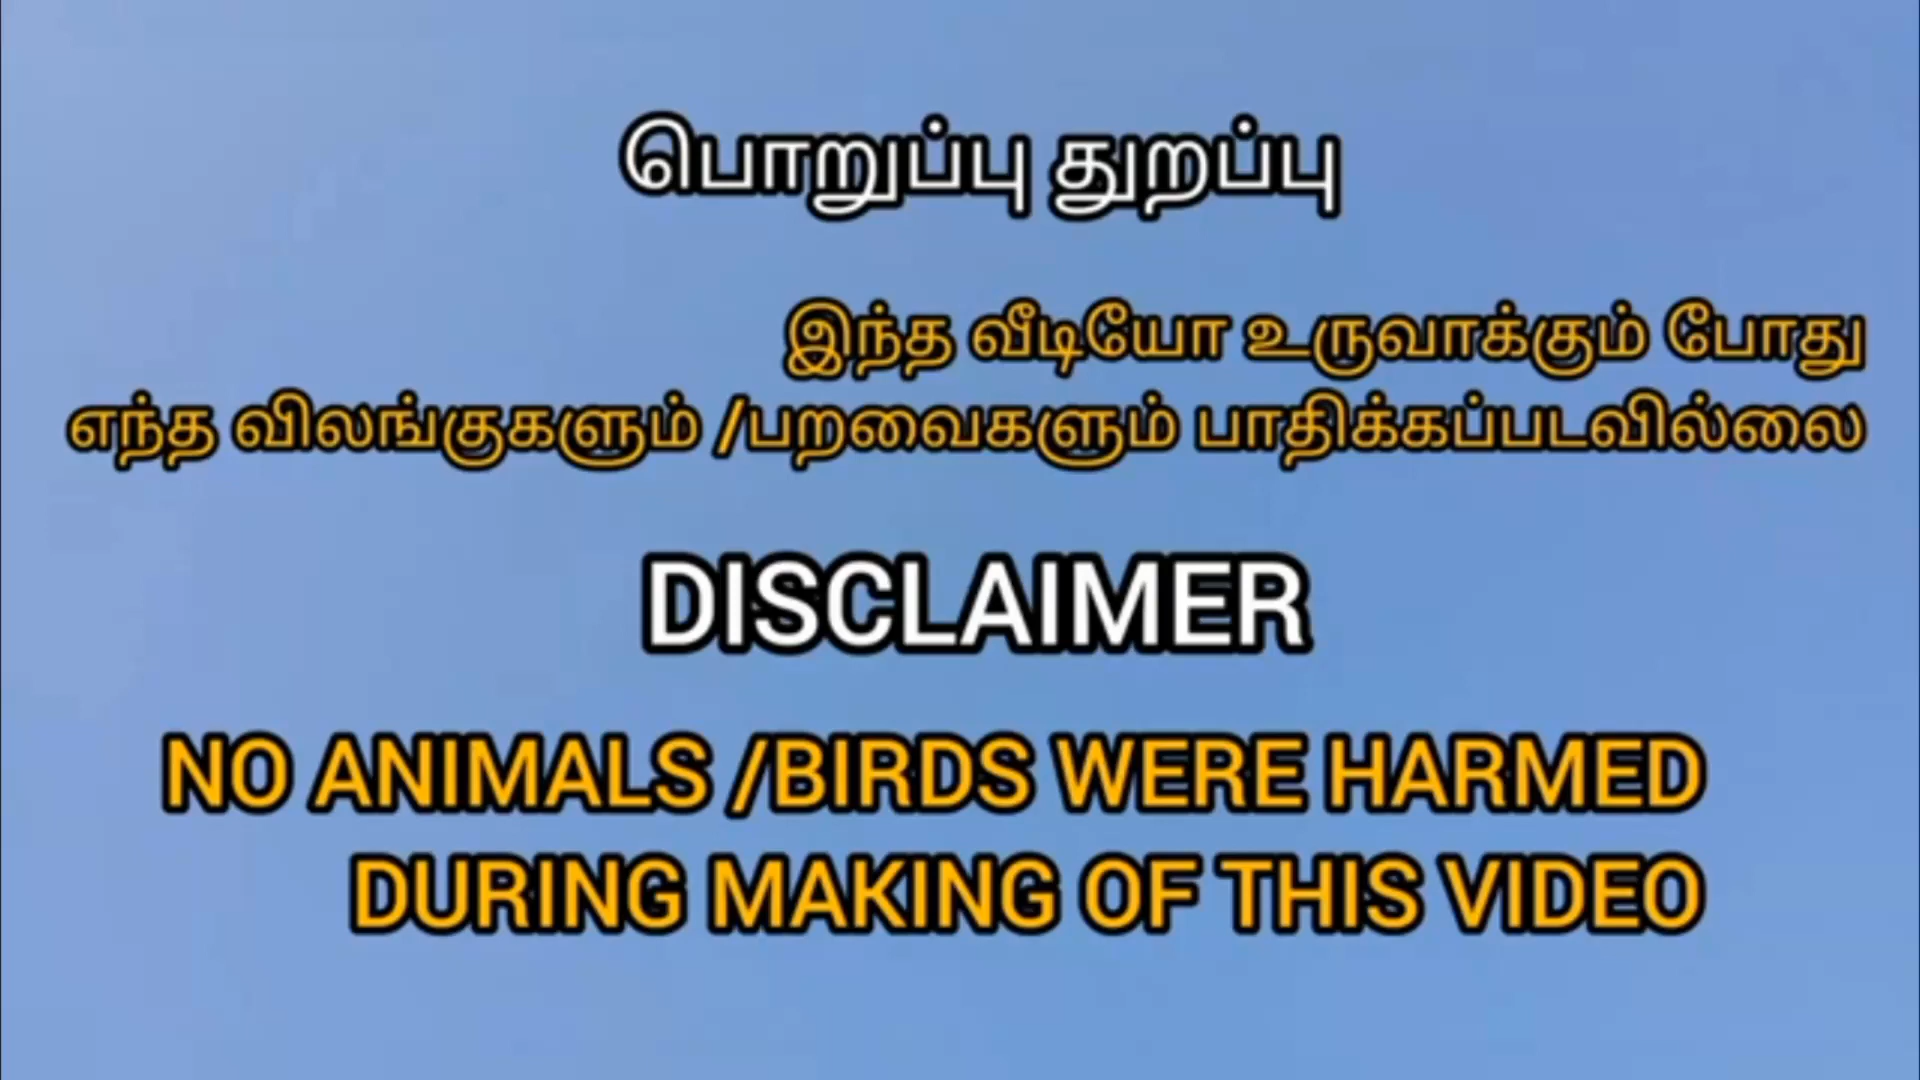 பொறுப்பு துறப்பு
இந்த வீடியோ உருவாக்கும் போது
எந்த விலங்குகளும் /பறவைகளும் பாதிக்கப்படவில்லை
DISCLAIMER
NO ANIMALS /BIRDS WERE HARMED
DURING MAKING OF THIS VIDEO